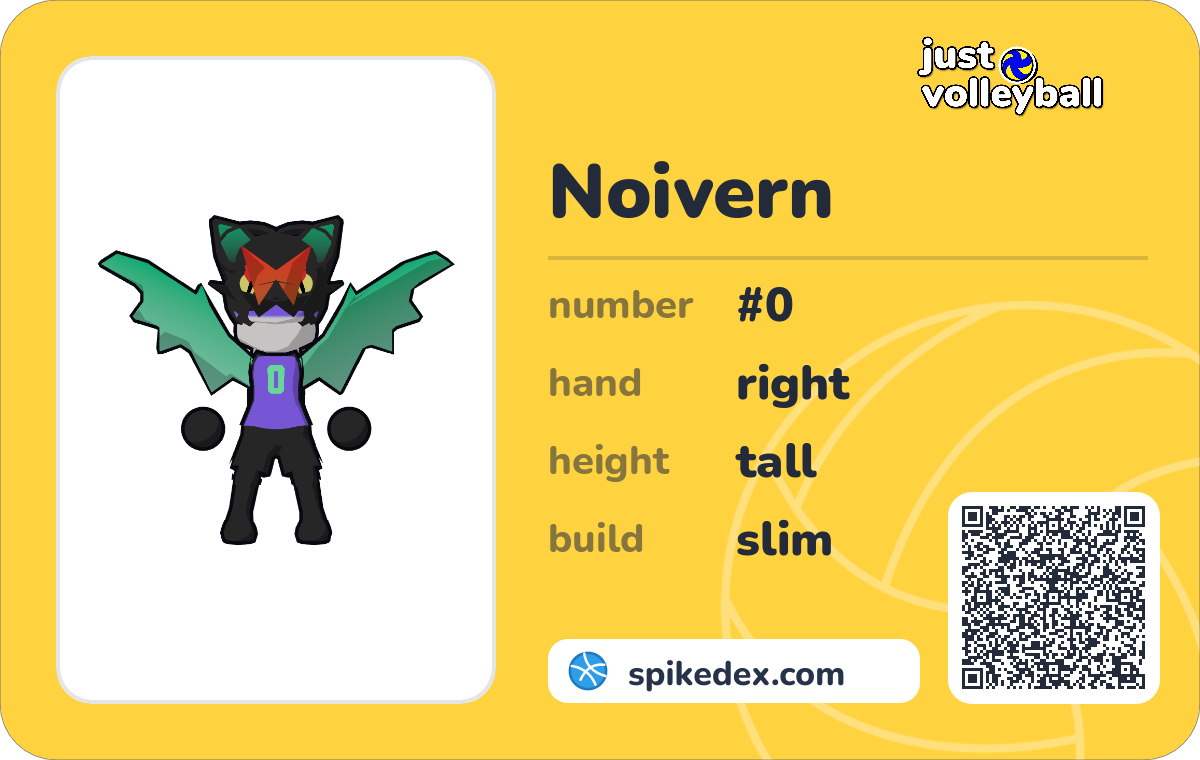 just
volleyball
Noivern
number #0
hand right
height tall
build slim
0
spikedex.com